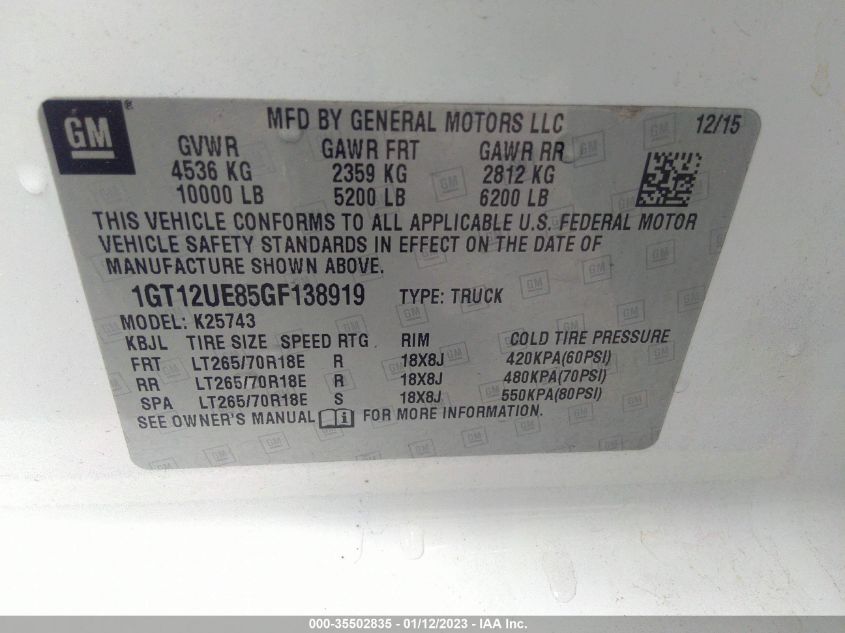 GM ® MFD BY GENERAL MOTORS LLC 12/15
GVWR GAWR FRT GAWR RR
4536 KG 2359 KG 2812 KG
10000 LB 5200 LB 6200 LB
THIS VEHICLE CONFORMS TO ALL APPLICABLE U.S. FEDERAL MOTOR
VEHICLE SAFETY STANDARDS IN EFFECT ON THE DATE OF
MANUFACTURE SHOWN ABOVE.
1GT12UE85GF138919 TYPE: TRUCK
MODEL: K25743
KBJL TIRE SIZE SPEED RTG RIM COLD TIRE PRESSURE
FRT LT265/70R18E R 18X8J 420KPA(60PSI)
RR LT265/70R18E R 18X8J 480KPA(70PSI)
SPA LT265/70R18E S 18X8J 550KPA(80PSI)
SEE OWNER'S MANUAL i FOR MORE INFORMATION.
000-35502835 - 01/12/2023 - IAA Inc.